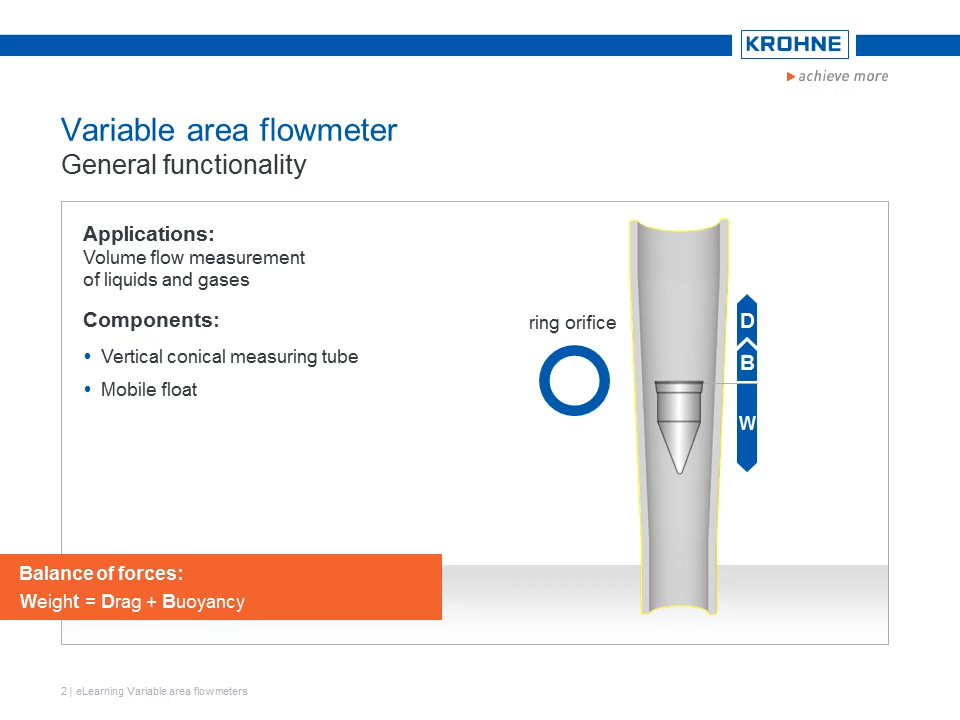 KROHNE
achieve more
Variable area flowmeter
General functionality
Applications:
Volume flow measurement
of liquids and gases
Components:
• Vertical conical measuring tube
• Mobile float
ring orifice
D
B
W
Balance of forces:
Weight = Drag + Buoyancy
2 | eLearning Variable area flowmeters